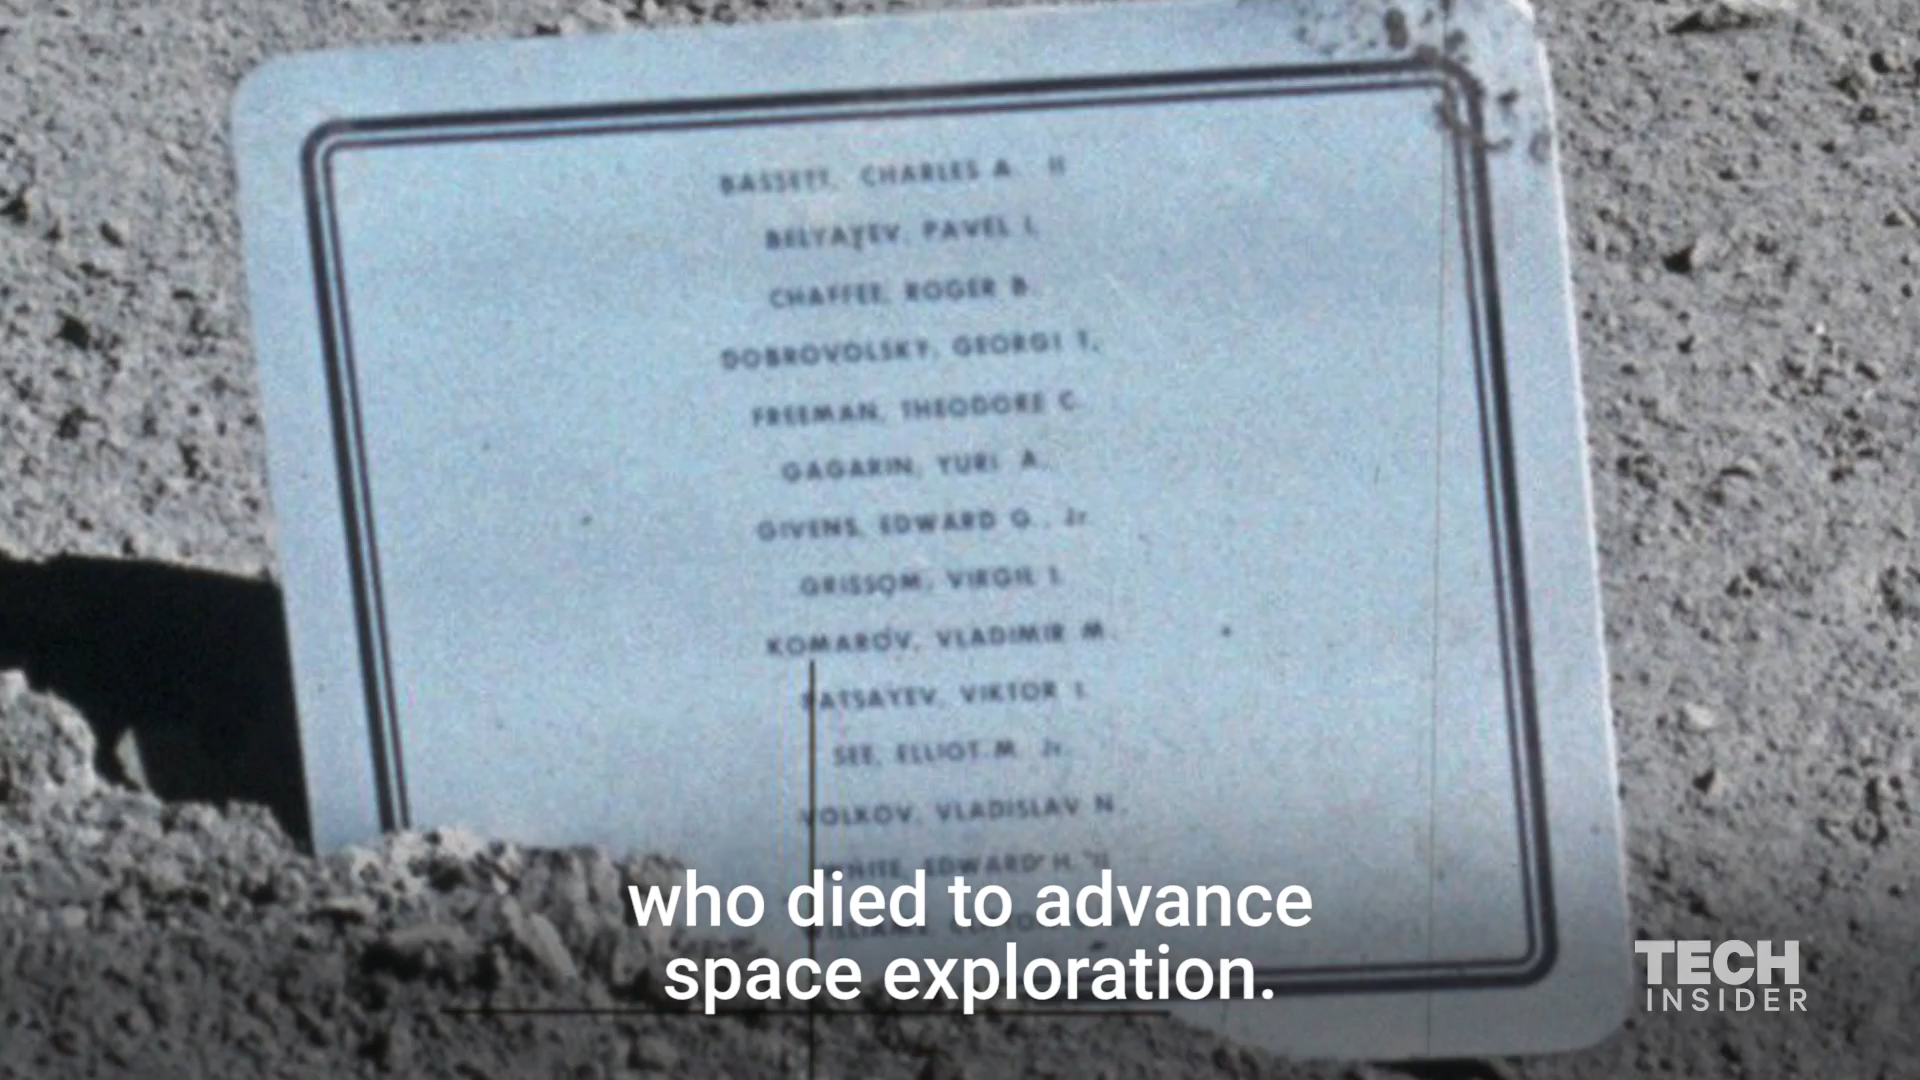 BASSETT, CHARLES A. II
BELYAYEV, PAVEL I.
CHAFFEE, ROGER B.
DOBROVOLSKY, GEORGI T.
FREEMAN, THEODORE C.
GAGARIN, YURI A.
GIVENS, EDWARD G., Jr.
GRISSOM, VIRGIL I.
KOMAROV, VLADIMIR M.
PATSAYEV, VIKTOR I.
SEE, ELLIOT M. Jr.
VOLKOV, VLADISLAV N.
WHITE, EDWARD H. II
who died to advance
space exploration.
TECH
INSIDER